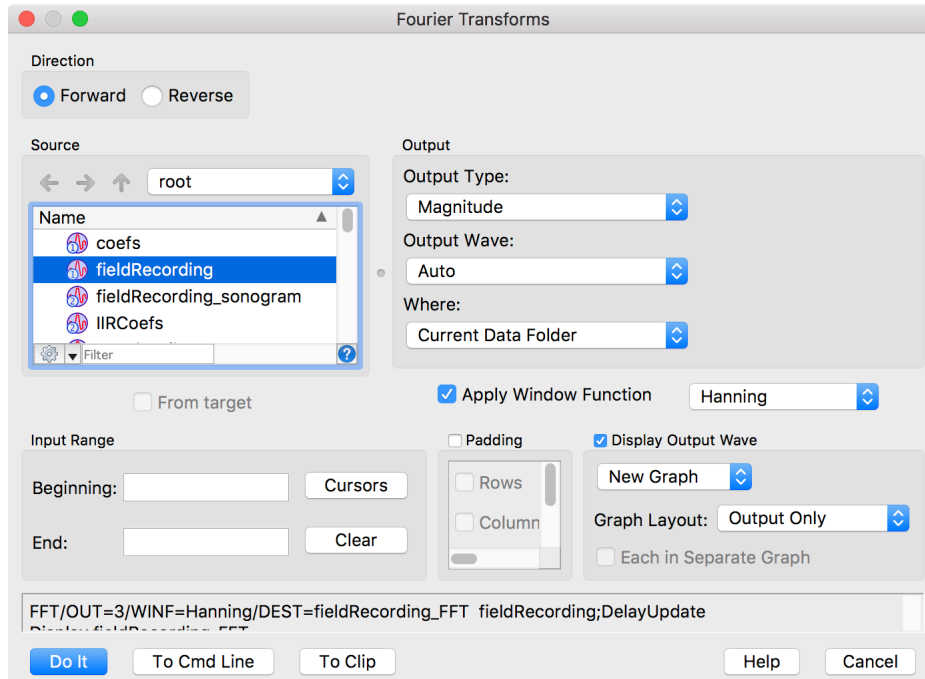 Fourier Transforms
Direction
Forward Reverse
Source
root
Name
coefs
fieldRecording
fieldRecording_sonogram
IIRCoefs
Filter
?
From target
Output
Output Type:
Magnitude
Output Wave:
Auto
Where:
Current Data Folder
Apply Window Function Hanning
Input Range
Beginning: Cursors
End: Clear
Padding
Rows
Column
Display Output Wave
New Graph
Graph Layout: Output Only
Each in Separate Graph
FFT/OUT=3/WINF=Hanning/DEST=fieldRecording_FFT fieldRecording;DelayUpdate
Display fieldRecording_FFT
Do It To Cmd Line To Clip Help Cancel